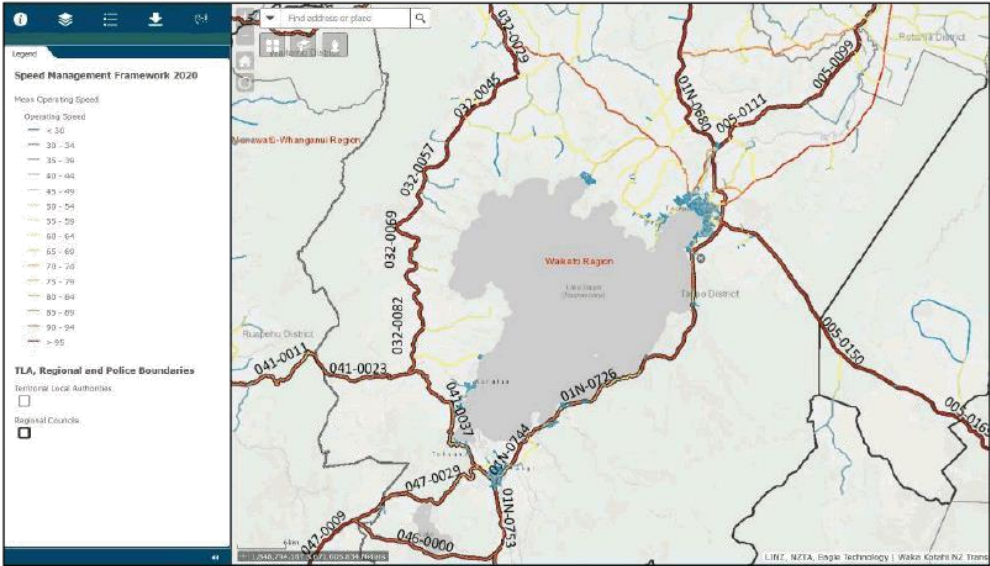 Find address or place
Legend
Speed Management Framework 2020
Mean Operating Speed
Operating Speed
< 30
30 - 34
35 - 39
40 - 44
45 - 49
50 - 54
55 - 59
60 - 64
65 - 69
70 - 74
75 - 79
80 - 84
85 - 89
90 - 94
> 95
TLA, Regional and Police Boundaries
Territorial Local Authorities
Regional Councils
Manawatū-Whanganui Region
Waikato Region
Taupo District
Ruapehu District
032-0029
032-0045
032-0057
032-0069
032-0082
041-0011
041-0023
041-0037
047-0029
047-0009
046-0000
01N-0753
01N-0744
01N-0726
01N-0680
005-0111
005-0099
005-0150
LINZ, NZTA, Eagle Technology | Waka Kotahi NZ Trans